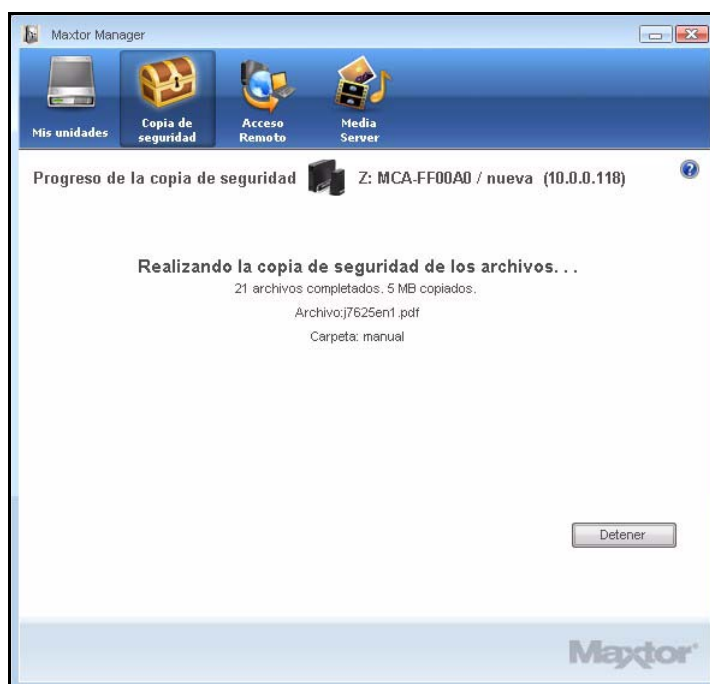 Maxtor Manager
Mis unidades
Copia de
seguridad
Acceso
Remoto
Media
Server
Progreso de la copia de seguridad Z: MCA-FF00A0 / nueva (10.0.0.118)
?
Realizando la copia de seguridad de los archivos. . .
21 archivos completados. 5 MB copiados.
Archivo:j7625en1.pdf
Carpeta: manual
Detener
Maxtor